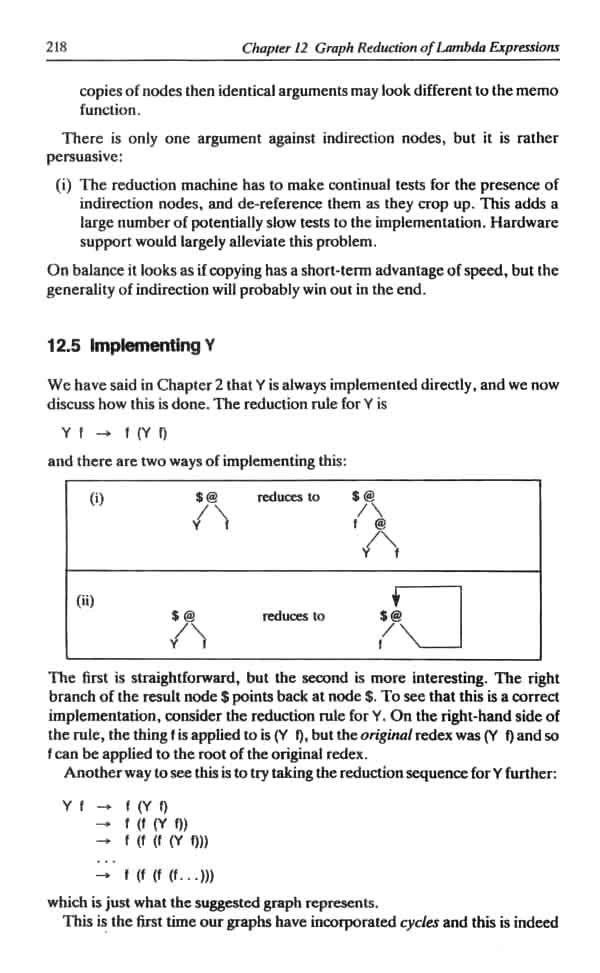 218 Chapter 12 Graph Reduction of Lambda Expressions
copies of nodes then identical arguments may look different to the memo
function.
There is only one argument against indirection nodes, but it is rather
persuasive:
(i) The reduction machine has to make continual tests for the presence of
indirection nodes, and de-reference them as they crop up. This adds a
large number of potentially slow tests to the implementation. Hardware
support would largely alleviate this problem.
On balance it looks as if copying has a short-term advantage of speed, but the
generality of indirection will probably win out in the end.
12.5 Implementing Y
We have said in Chapter 2 that Y is always implemented directly, and we now
discuss how this is done. The reduction rule for Y is
Y f → f (Y f)
and there are two ways of implementing this:
(i) $ @ reduces to $ @
Y f f @
Y f
(ii)
$ @ reduces to $ @
Y f f
The first is straightforward, but the second is more interesting. The right
branch of the result node $ points back at node $. To see that this is a correct
implementation, consider the reduction rule for Y. On the right-hand side of
the rule, the thing f is applied to is (Y f), but the original redex was (Y f) and so
f can be applied to the root of the original redex.
Another way to see this is to try taking the reduction sequence for Y further:
Y f → f (Y f)
→ f (f (Y f))
→ f (f (f (Y f)))
...
→ f (f (f (f...)))
which is just what the suggested graph represents.
This is the first time our graphs have incorporated cycles and this is indeed